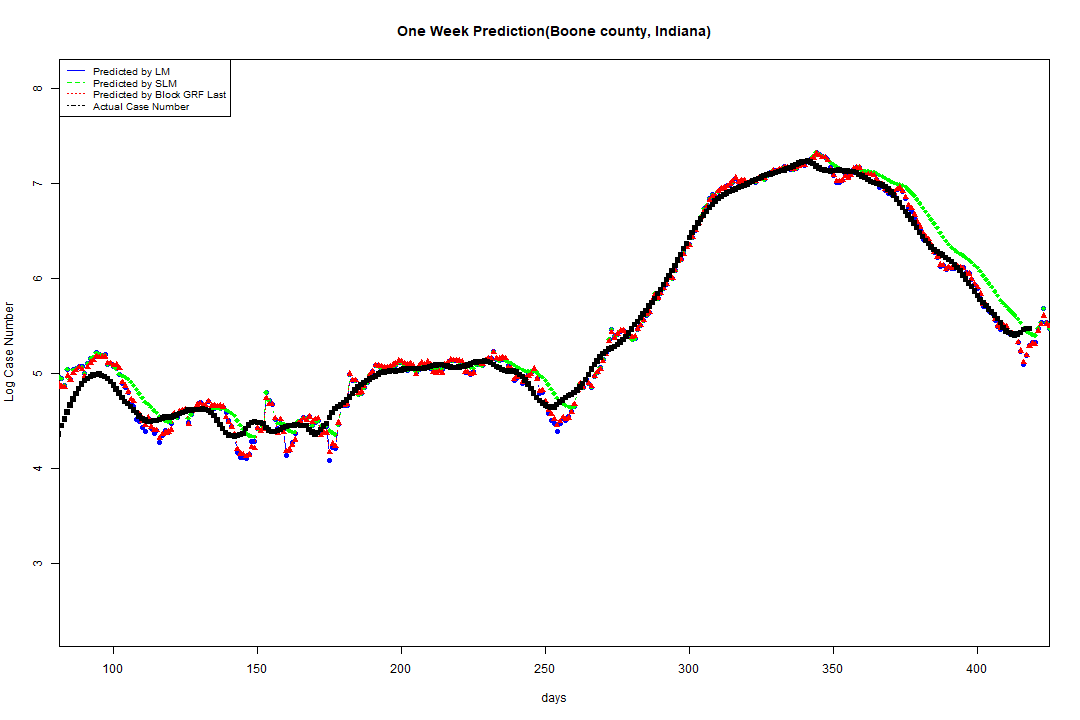 One Week Prediction(Boone county, Indiana)
Predicted by LM
Predicted by SLM
Predicted by Block GRF Last
Actual Case Number
8
7
6
5
4
3
Log Case Number
100 150 200 250 300 350 400
days